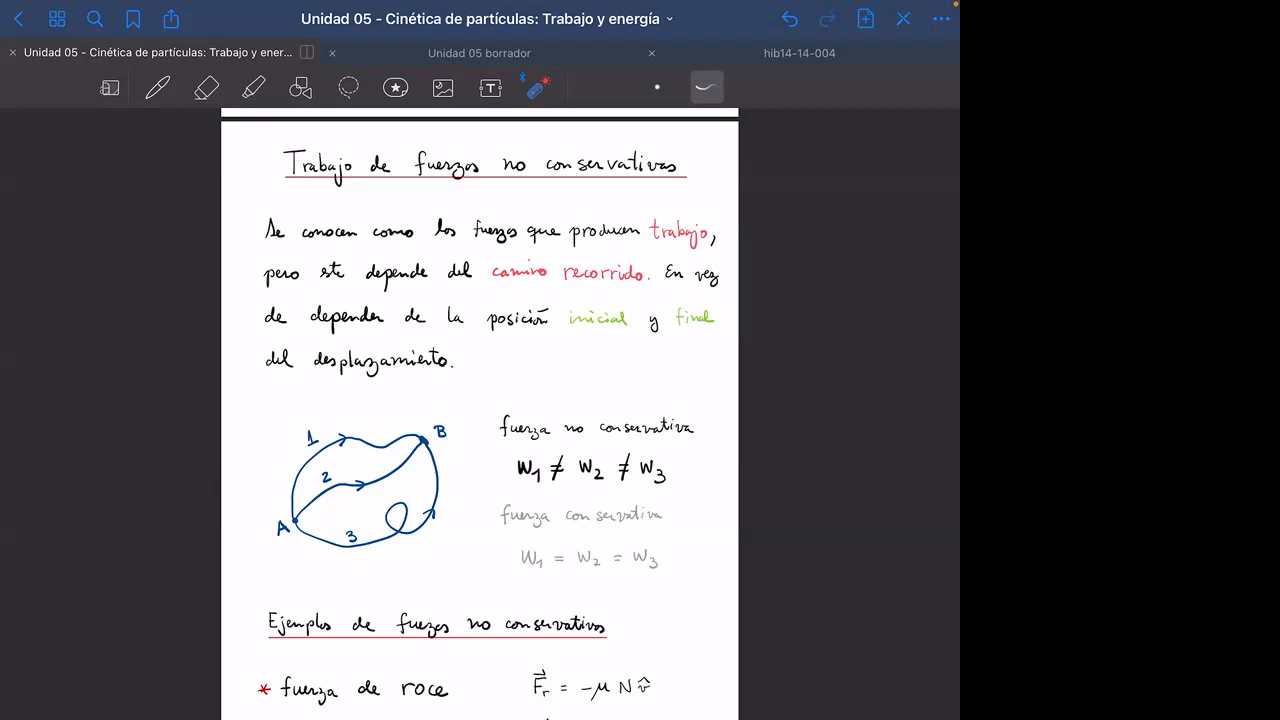 Unidad 05 - Cinética de partículas: Trabajo y energía
Unidad 05 - Cinética de partículas: Trabajo y ener...
Unidad 05 borrador
hib14-14-004
Trabajo de fuerzas no conservativas
Se conocen como las fuerzas que producen trabajo,
pero este depende del camino recorrido. En vez
de depender de la posición inicial y final
del desplazamiento.
1
B
fuerza no conservativa
2
W₁ ≠ W₂ ≠ W₃
A
3
fuerza conservativa
W₁ = W₂ = W₃
Ejemplos de fuerzas no conservativas
* fuerza de roce
F⃗ᵣ = -μ N v̂